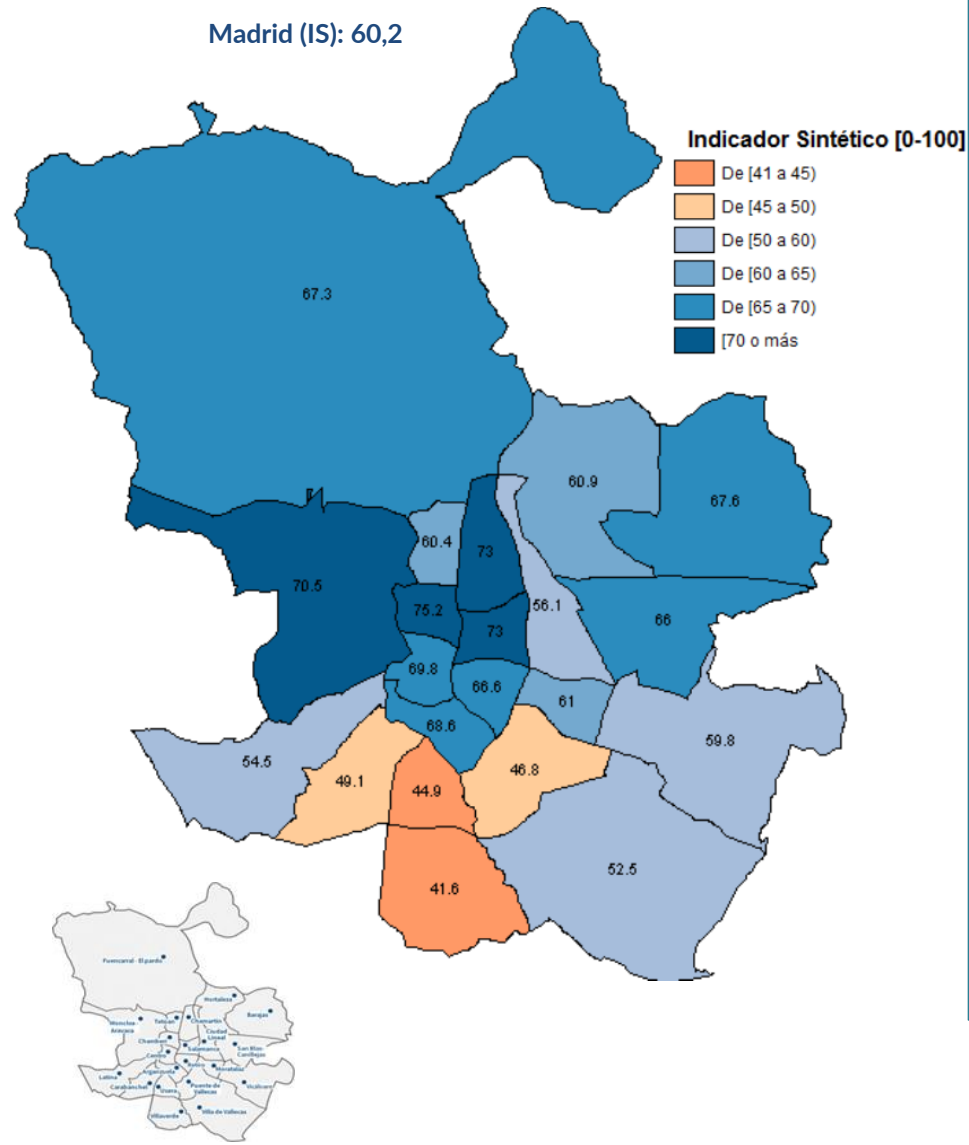 Madrid (IS): 60,2
Indicador Sintético [0-100]
De [41 a 45)
De [45 a 50)
De [50 a 60)
De [60 a 65)
De [65 a 70)
[70 o más
67.3
60.9
67.6
60.4
73
70.5
75.2
56.1
73
66
69.8
66.6
61
68.6
59.8
54.5
49.1
46.8
44.9
52.5
41.6
Fuencarral - El pardo
Hortaleza
Barajas
Moncloa-
Aravaca
Tetuan
Chamartín
Ciudad
Lineal
Chamberí
Salamanca
San Blas-
Canillejas
Centro
Retiro
Moratalaz
Arganzuela
Latina
Carabanchel
Usera
Puente de
Vallecas
Vicálvaro
Villaverde
Villa de Vallecas